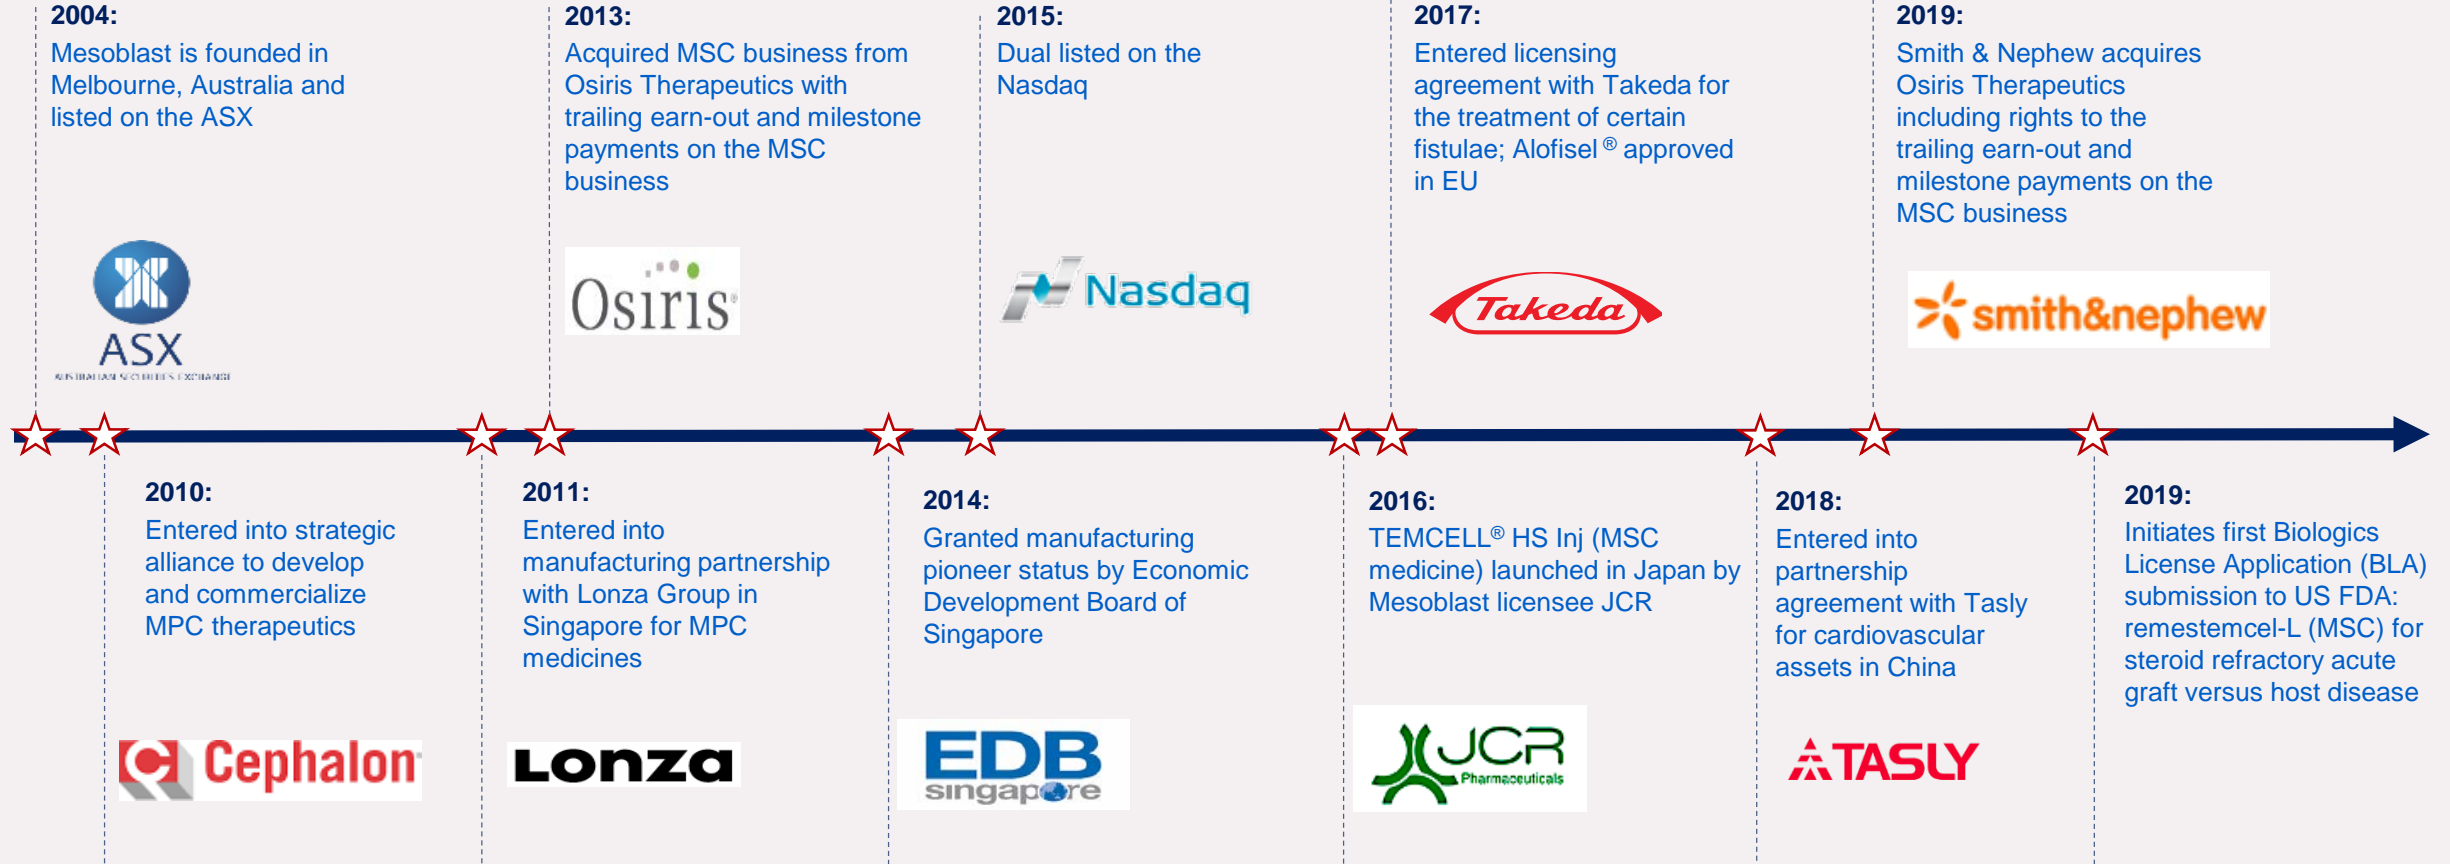 2004:
Mesoblast is founded in
Melbourne, Australia and
listed on the ASX
ASX
AUSTRALIAN SECURITIES EXCHANGE
2013:
Acquired MSC business from
Osiris Therapeutics with
trailing earn-out and milestone
payments on the MSC
business
Osiris®
2015:
Dual listed on the
Nasdaq
Nasdaq
2017:
Entered licensing
agreement with Takeda for
the treatment of certain
fistulae; Alofisel ® approved
in EU
Takeda
2019:
Smith & Nephew acquires
Osiris Therapeutics
including rights to the
trailing earn-out and
milestone payments on the
MSC business
smith&nephew
2010:
Entered into strategic
alliance to develop
and commercialize
MPC therapeutics
Cephalon
2011:
Entered into
manufacturing partnership
with Lonza Group in
Singapore for MPC
medicines
Lonza
2014:
Granted manufacturing
pioneer status by Economic
Development Board of
Singapore
EDB
singapore
2016:
TEMCELL® HS Inj (MSC
medicine) launched in Japan by
Mesoblast licensee JCR
JCR
Pharmaceuticals
2018:
Entered into
partnership
agreement with Tasly
for cardiovascular
assets in China
TASLY
2019:
Initiates first Biologics
License Application (BLA)
submission to US FDA:
remestemcel-L (MSC) for
steroid refractory acute
graft versus host disease